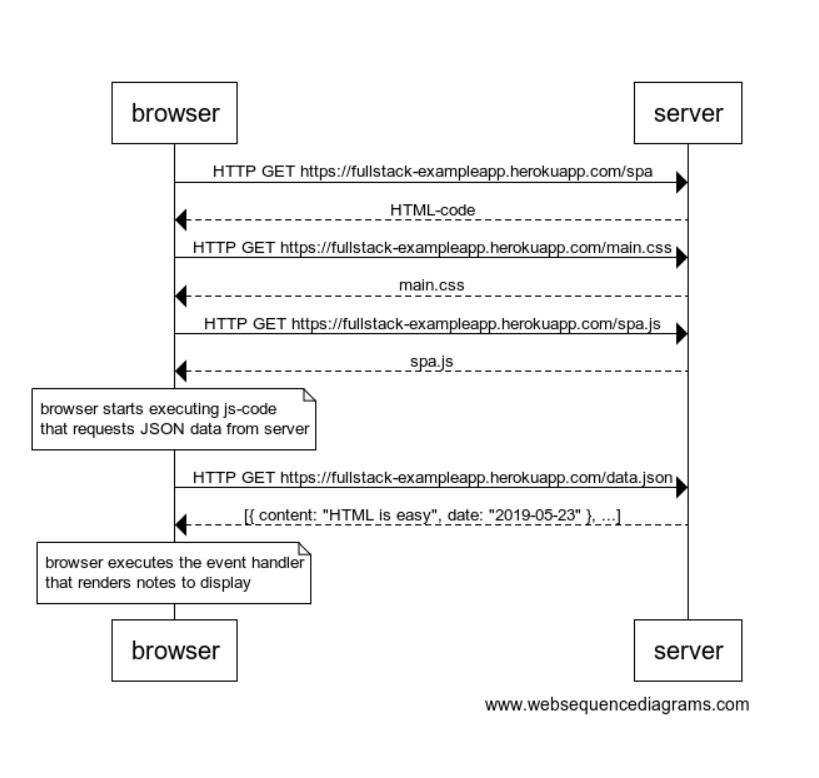 browser
server
HTTP GET https://fullstack-exampleapp.herokuapp.com/spa
HTML-code
HTTP GET https://fullstack-exampleapp.herokuapp.com/main.css
main.css
HTTP GET https://fullstack-exampleapp.herokuapp.com/spa.js
spa.js
browser starts executing js-code
that requests JSON data from server
HTTP GET https://fullstack-exampleapp.herokuapp.com/data.json
[{ content: "HTML is easy", date: "2019-05-23" }, ...]
browser executes the event handler
that renders notes to display
browser
server
www.websequencediagrams.com